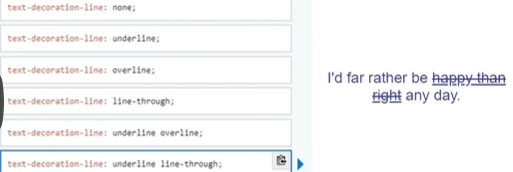 text-decoration-line: none;
text-decoration-line: underline;
text-decoration-line: overline;
text-decoration-line: line-through;
text-decoration-line: underline overline;
text-decoration-line: underline line-through;
I'd far rather be happy than
right any day.